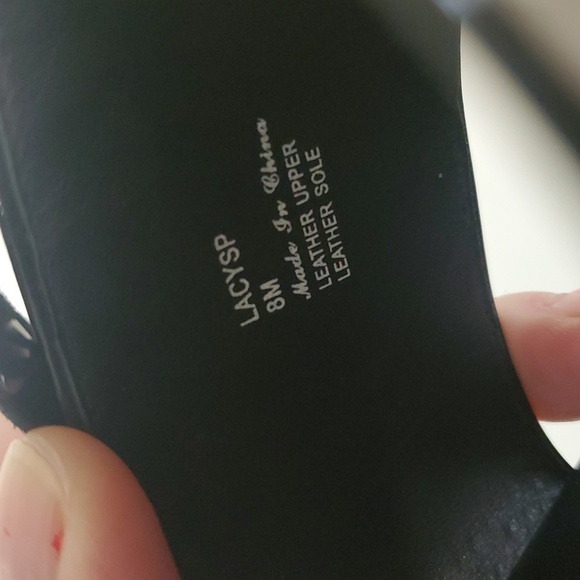 LACYSP
8M
Made In China
LEATHER UPPER
LEATHER SOLE